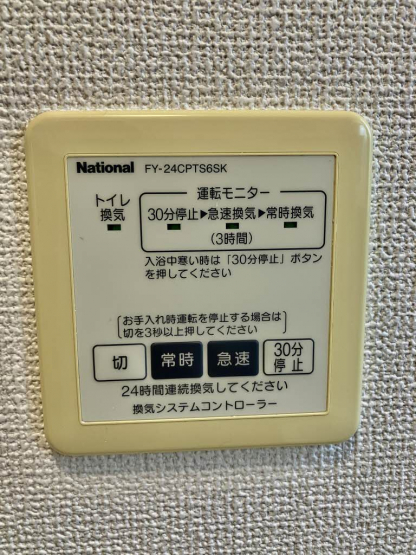 National FY-24CPTS6SK
トイレ
換気
運転モニター
30分停止▶急速換気▶常時換気
(3時間)
入浴中寒い時は「30分停止」ボタン
を押してください
お手入れ時運転を停止する場合は
切を3秒以上押してください
切 常時 急速 30分
停止
24時間連続換気してください
換気システムコントローラー